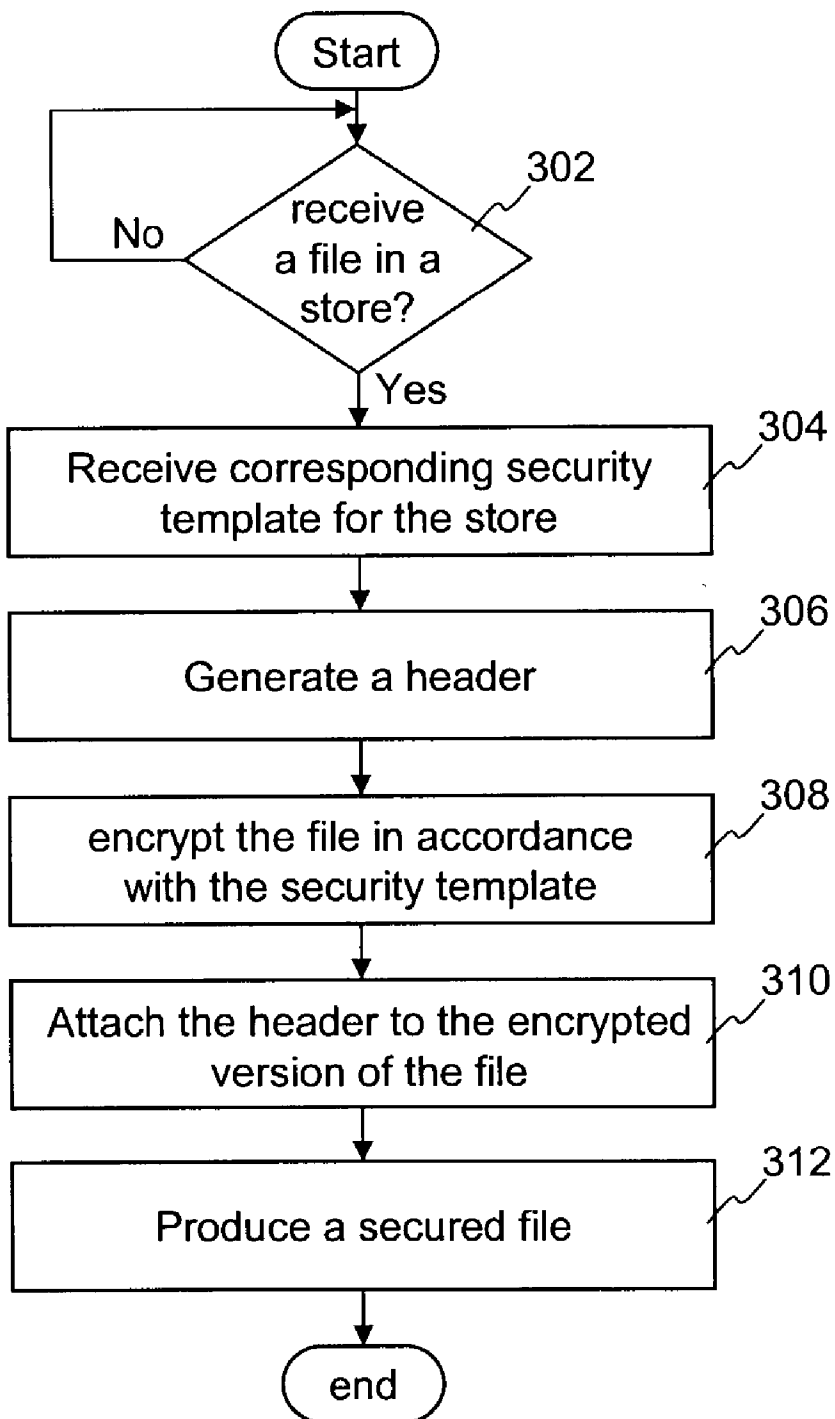 Start
302
receive
a file in a
store?
No
Yes
304
Receive corresponding security
template for the store
306
Generate a header
308
encrypt the file in accordance
with the security template
310
Attach the header to the encrypted
version of the file
312
Produce a secured file
end